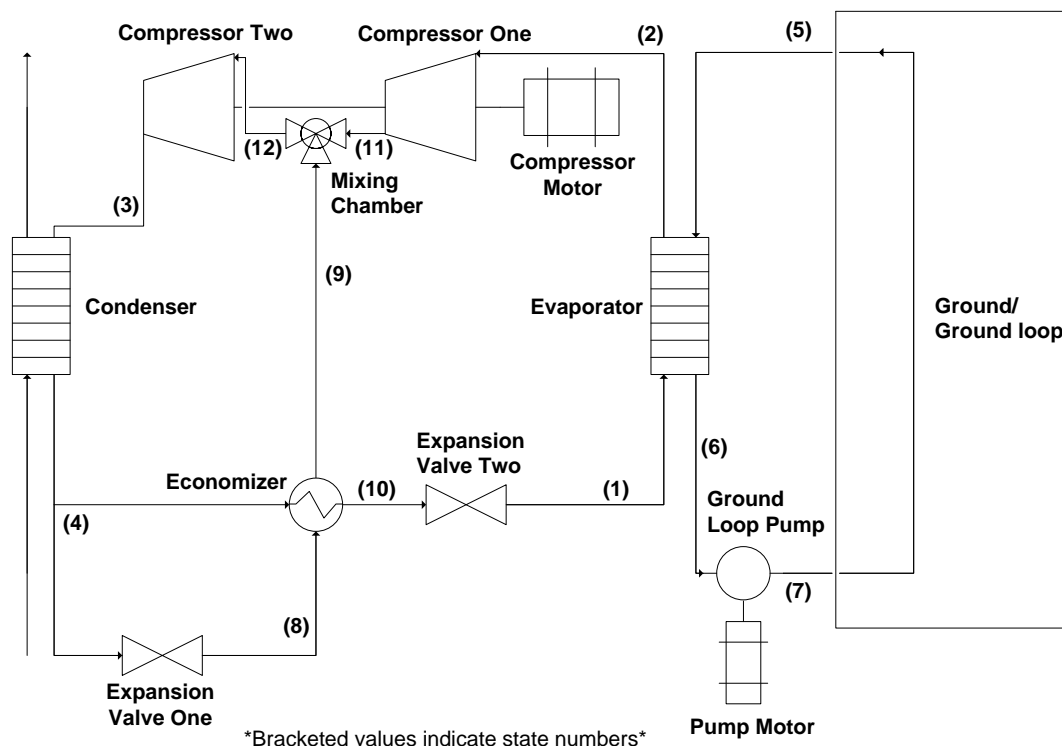 Compressor Two
Compressor One
(2)
(5)
(12)
(11)
Compressor
Motor
Mixing
Chamber
(3)
(9)
Condenser
Evaporator
Ground/
Ground loop
Expansion
Valve Two
(6)
Economizer
(10)
(1)
Ground
Loop Pump
(4)
(7)
(8)
Expansion
Valve One
Pump Motor
*Bracketed values indicate state numbers*